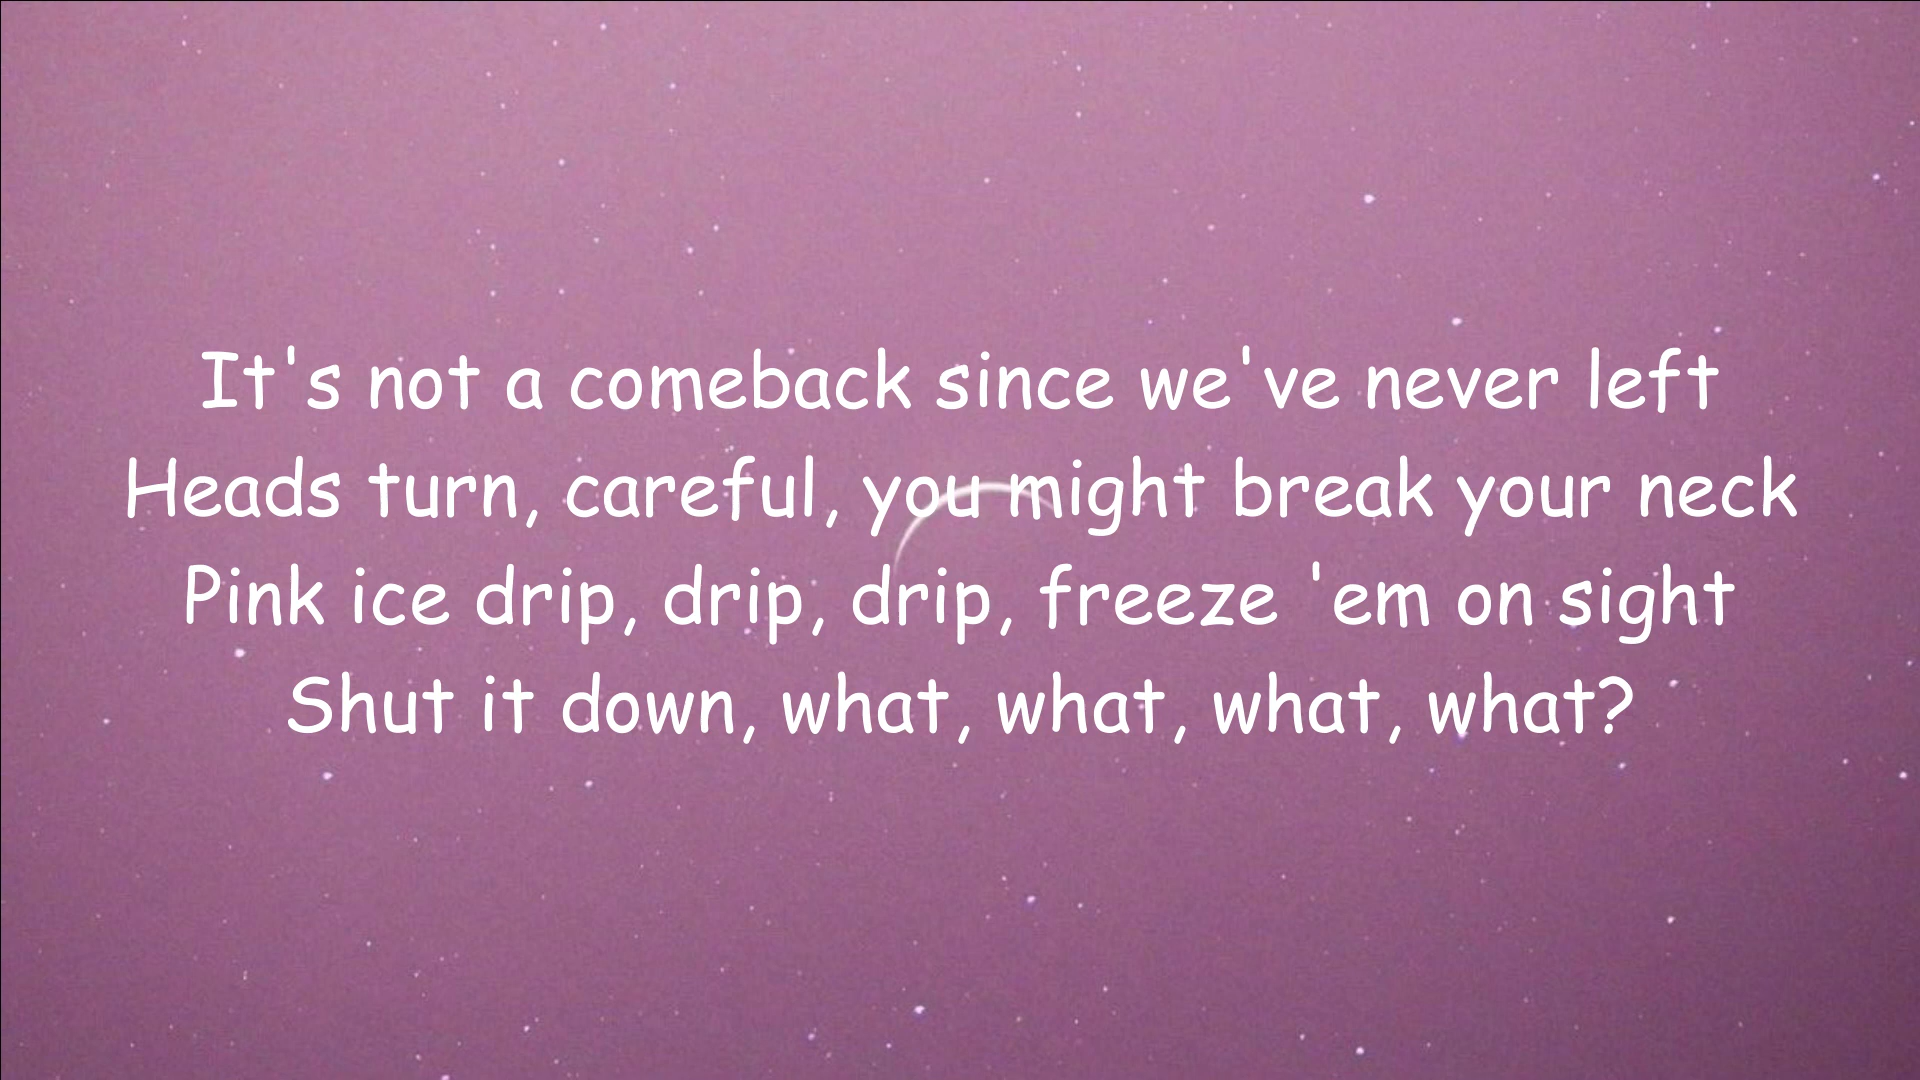 It's not a comeback since we've never left
Heads turn, careful, you might break your neck
Pink ice drip, drip, drip, freeze 'em on sight
Shut it down, what, what, what, what?